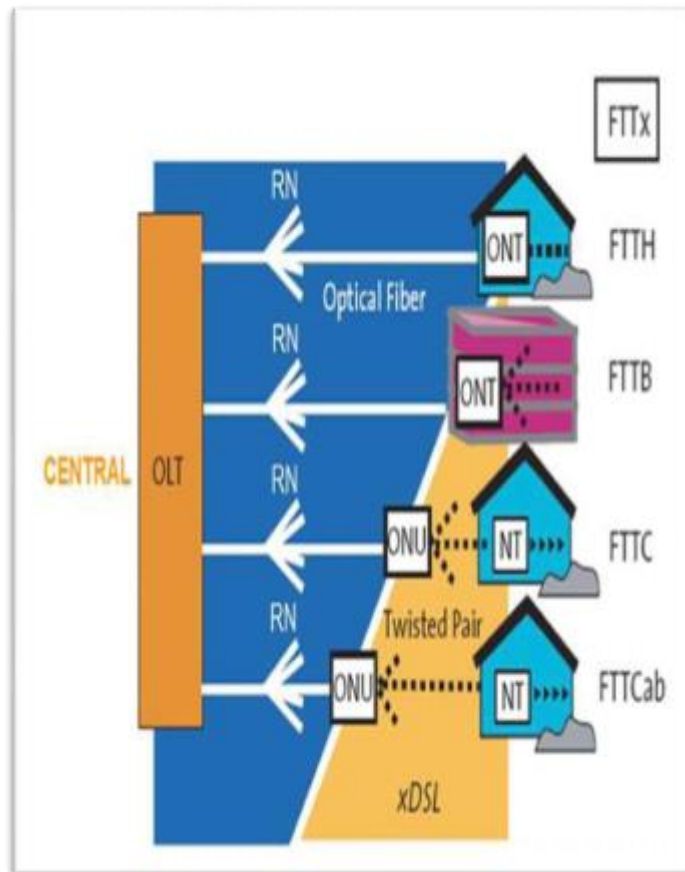 FTTx
RN
ONT
FTTH
Optical Fiber
RN
ONT
FTTB
CENTRAL
OLT
RN
ONU
NT
FTTC
Twisted Pair
RN
ONU
NT
FTTCab
xDSL